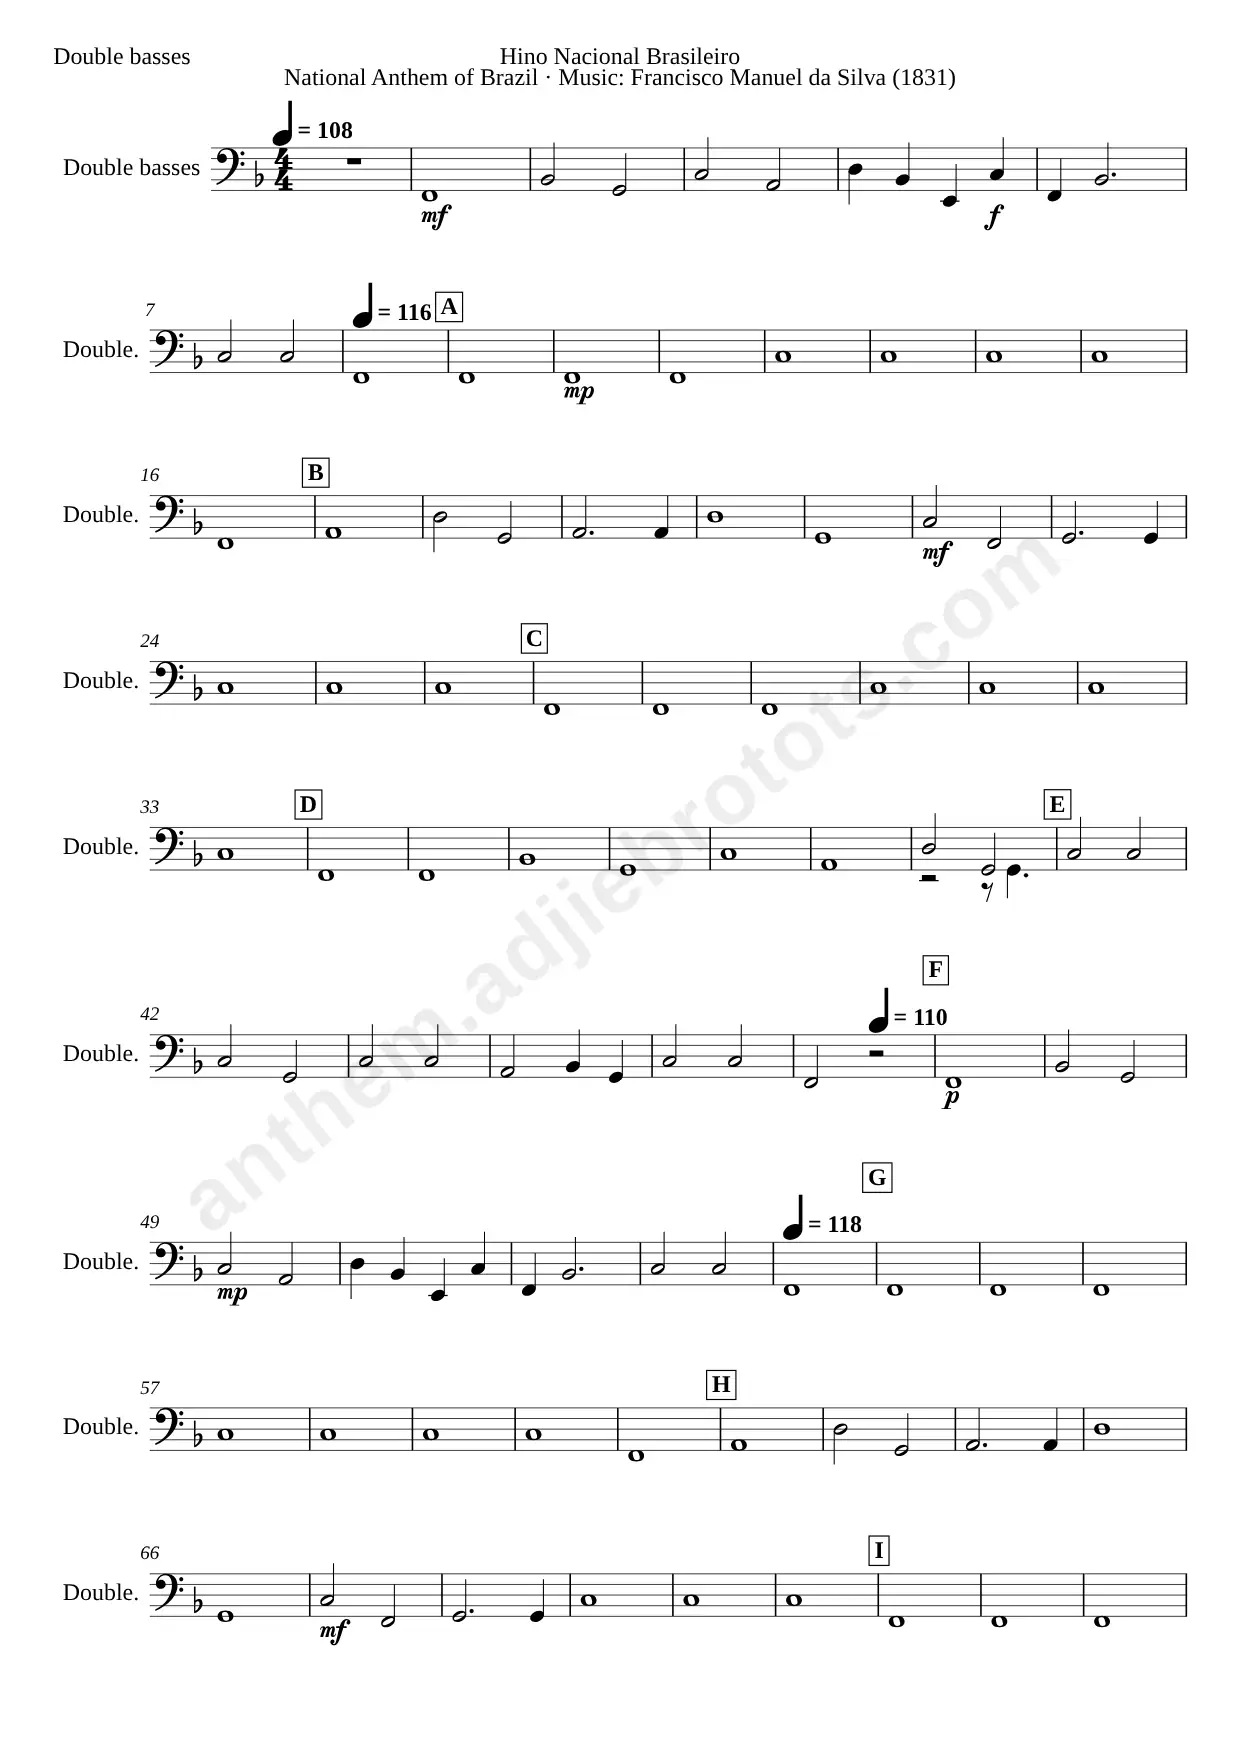 Double basses
Hino Nacional Brasileiro
National Anthem of Brazil · Music: Francisco Manuel da Silva (1831)
= 108
Double basses
mf
f
7
= 116
A
Double.
mp
16
B
Double.
mf
24
C
Double.
33
D
E
Double.
42
F
= 110
Double.
p
49
G
= 118
Double.
mp
57
H
Double.
66
I
Double.
mf
anthem.adjiebrotots.com